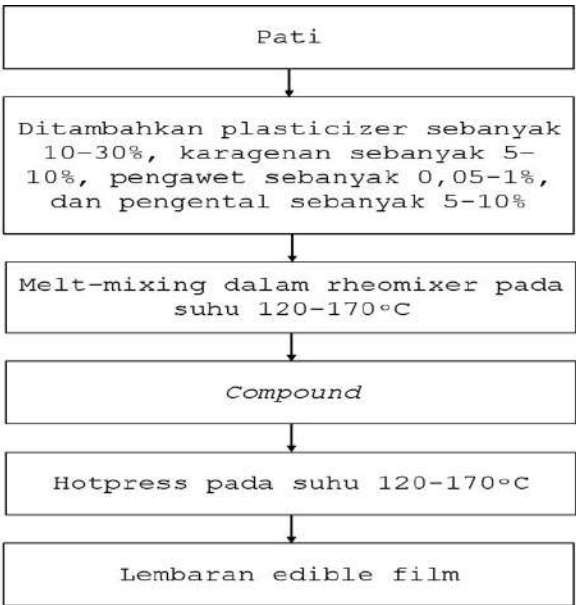 Pati
Ditambahkan plasticizer sebanyak
10-30%, karagenan sebanyak 5-
10%, pengawet sebanyak 0,05-1%,
dan pengental sebanyak 5-10%
Melt-mixing dalam rheomixer pada
suhu 120-170°C
Compound
Hotpress pada suhu 120-170°C
Lembaran edible film